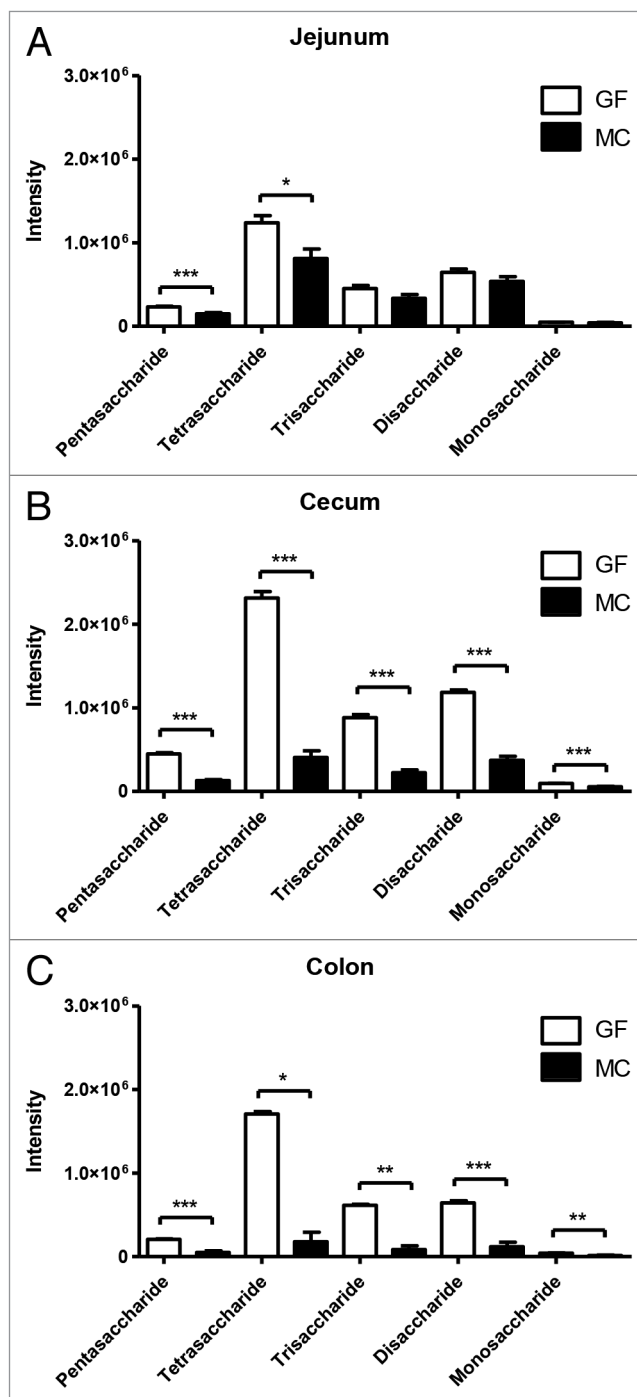 A
Jejunum
3.0×10⁶
2.0×10⁶
1.0×10⁶
0
Intensity
GF
MC
***
*
Pentasaccharide
Tetrasaccharide
Trisaccharide
Disaccharide
Monosaccharide
B
Cecum
3.0×10⁶
2.0×10⁶
1.0×10⁶
0
Intensity
GF
MC
***
***
***
***
***
Pentasaccharide
Tetrasaccharide
Trisaccharide
Disaccharide
Monosaccharide
C
Colon
3.0×10⁶
2.0×10⁶
1.0×10⁶
0
Intensity
GF
MC
***
*
**
***
**
Pentasaccharide
Tetrasaccharide
Trisaccharide
Disaccharide
Monosaccharide